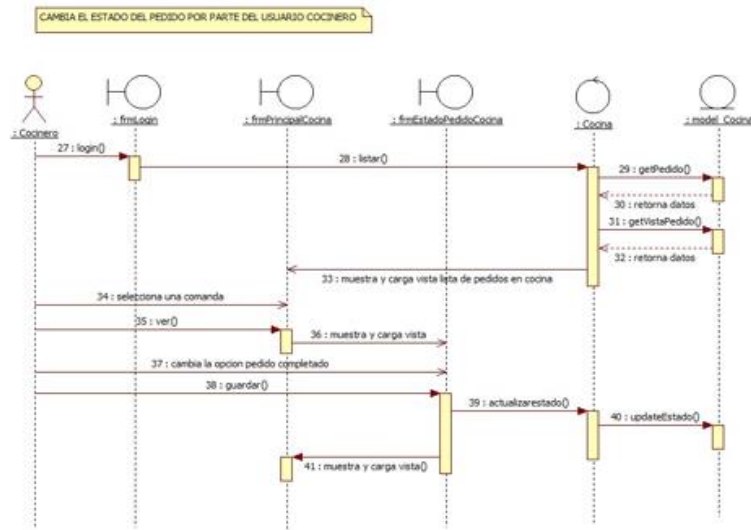 CAMBIA EL ESTADO DEL PEDIDO POR PARTE DEL USUARIO COCINERO
: Cocinero
: frmLogin
: frmPrincipalCocina
: frmEstadoPedidoCocina
: Cocina
: model_Cocina
27 : login()
28 : listar()
29 : getPedido()
30 : retorna datos
31 : getVistaPedido()
32 : retorna datos
33 : muestra y carga vista lista de pedidos en cocina
34 : selecciona una comanda
35 : ver()
36 : muestra y carga vista
37 : cambia la opcion pedido completado
38 : guardar()
39 : actualizarestado()
40 : updateEstado()
41 : muestra y carga vista()